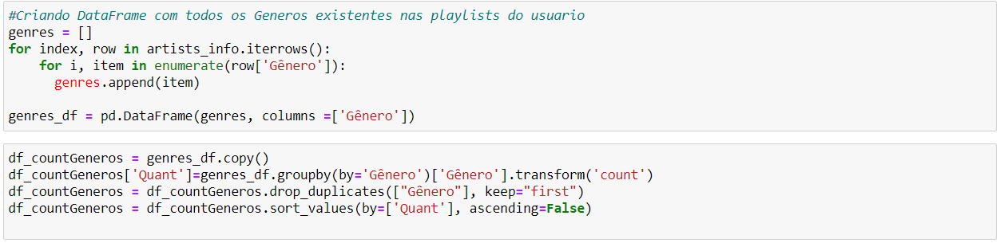 #Criando DataFrame com todos os Generos existentes nas playlists do usuario
genres = []
for index, row in artists_info.iterrows():
    for i, item in enumerate(row['Gênero']):
      genres.append(item)

genres_df = pd.DataFrame(genres, columns =['Gênero'])

df_countGeneros = genres_df.copy()
df_countGeneros['Quant']=genres_df.groupby(by='Gênero')['Gênero'].transform('count')
df_countGeneros = df_countGeneros.drop_duplicates(["Gênero"], keep="first")
df_countGeneros = df_countGeneros.sort_values(by=['Quant'], ascending=False)